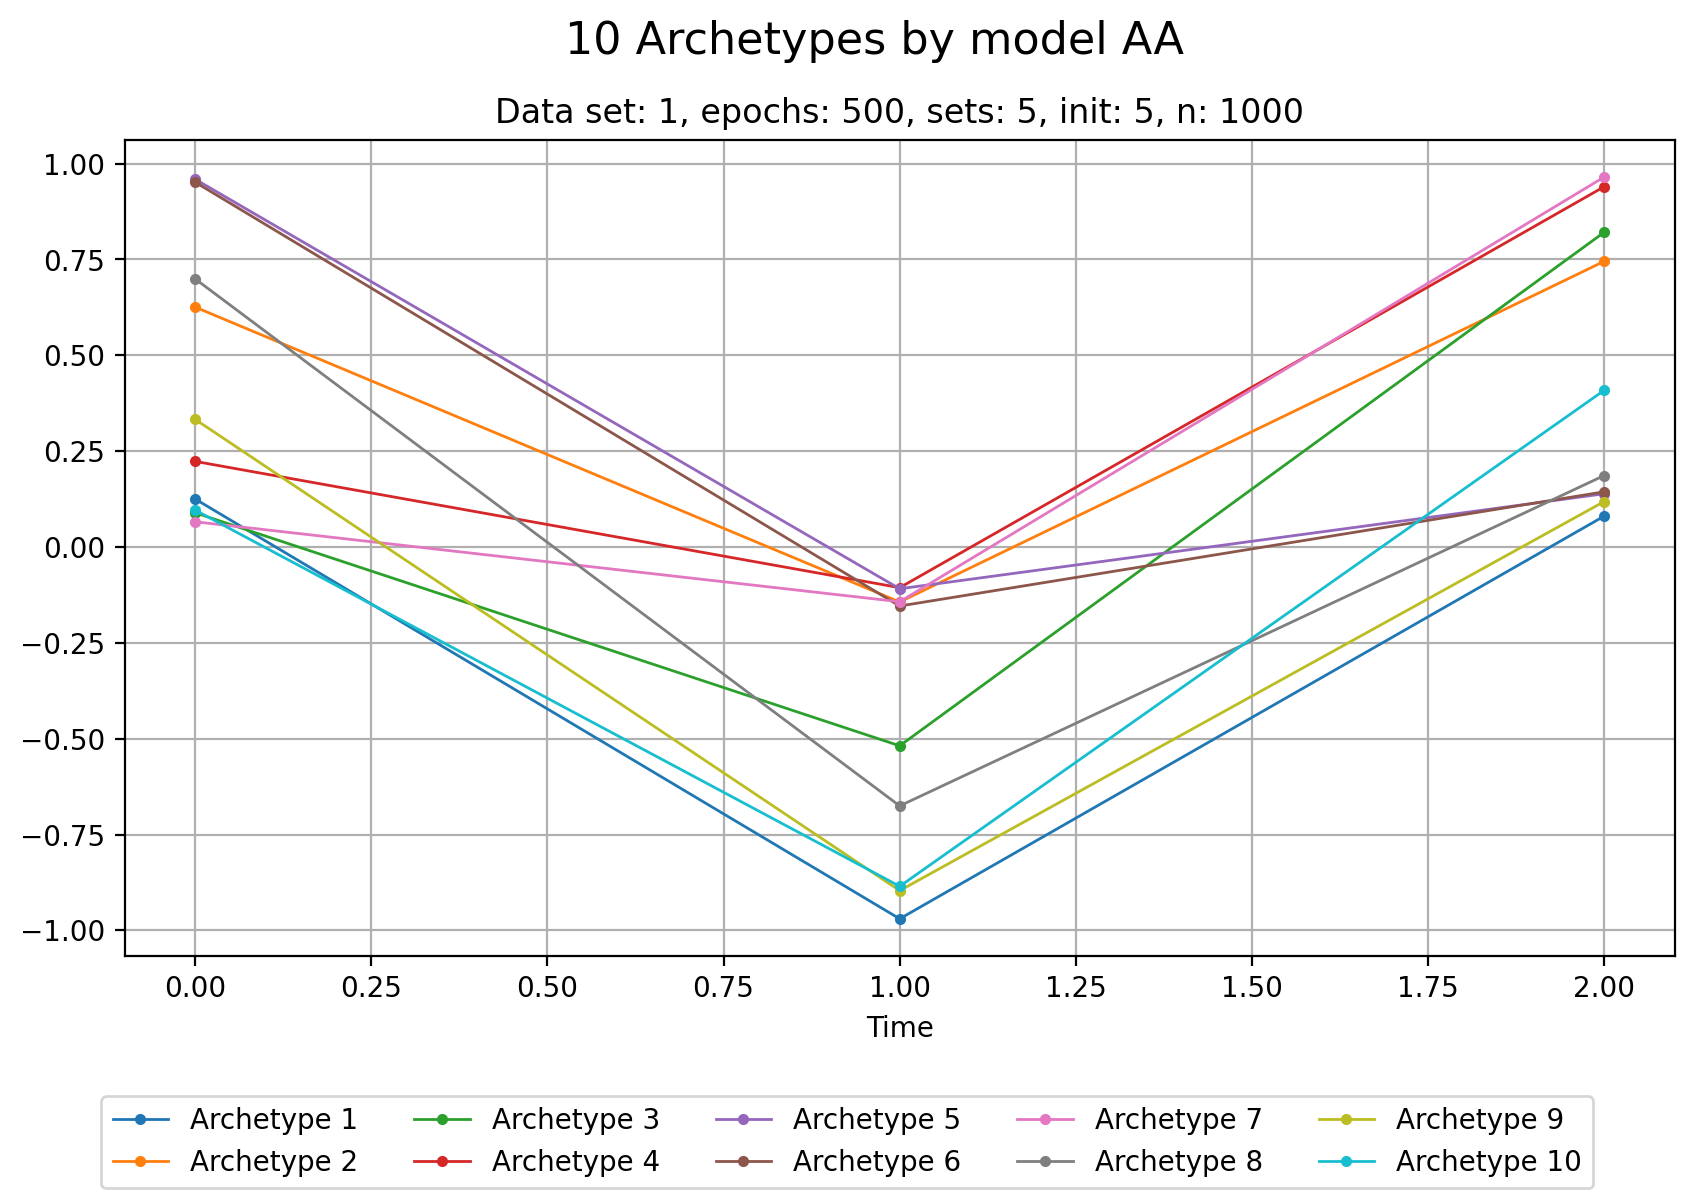 10 Archetypes by model AA
Data set: 1, epochs: 500, sets: 5, init: 5, n: 1000
1.00
0.75
0.50
0.25
0.00
−0.25
−0.50
−0.75
−1.00
0.00 0.25 0.50 0.75 1.00 1.25 1.50 1.75 2.00
Time
Archetype 1 Archetype 3 Archetype 5 Archetype 7 Archetype 9
Archetype 2 Archetype 4 Archetype 6 Archetype 8 Archetype 10